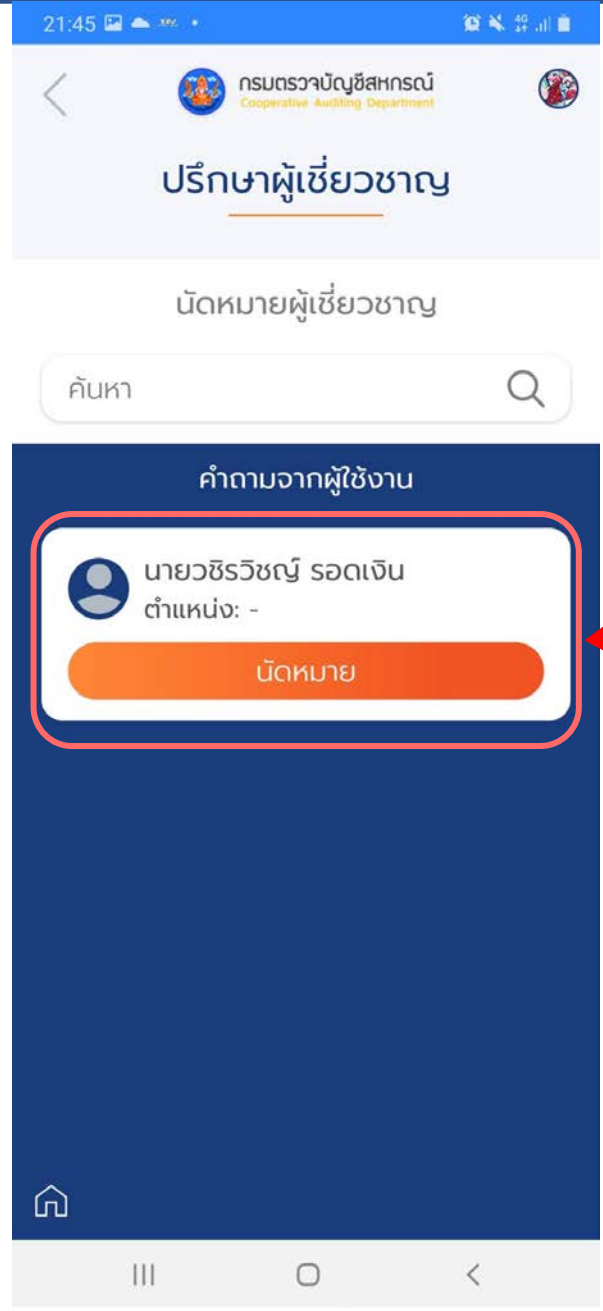 21:45
4G
กรมตรวจบัญชีสหกรณ์
Cooperative Auditing Department
ปรึกษาผู้เชี่ยวชาญ
นัดหมายผู้เชี่ยวชาญ
ค้นหา
คำถามจากผู้ใช้งาน
นายวชิรวิชญ์ รอดเงิน
ตำแหน่ง: -
นัดหมาย